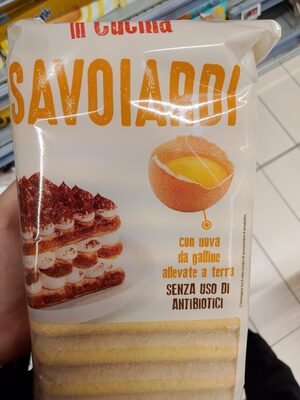 in Cucina
SAVOIARDI
con uova
da galline
allevate a terra
SENZA USO DI
ANTIBIOTICI